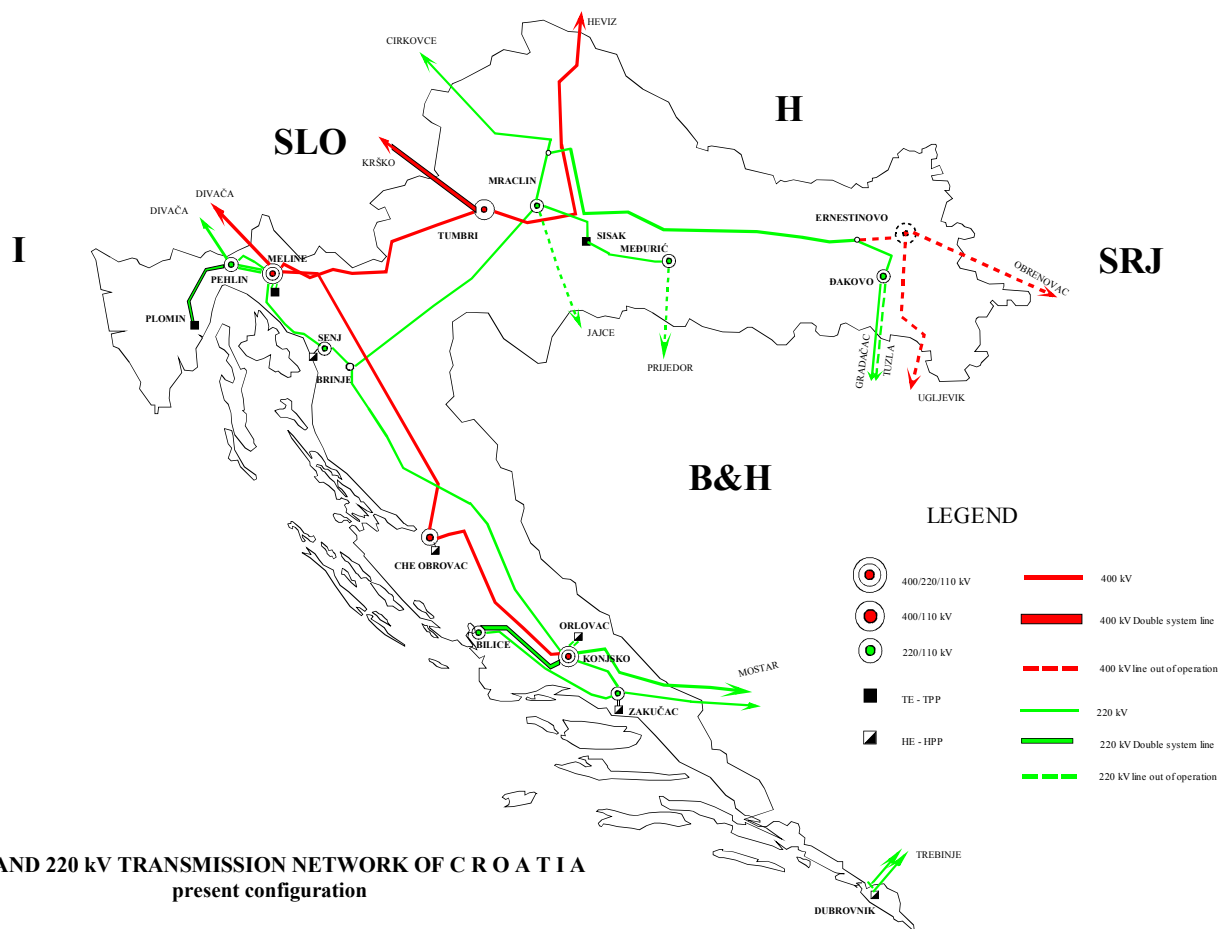 HEVIZ
CIRKOVCE
H
SLO
KRŠKO
MRACLIN
DIVAČA
DIVAČA
ERNESTINOVO
TUMBRI
SISAK
MEĐURIĆ
I
MELINE
PEHLIN
SRJ
OBRENOVAC
ĐAKOVO
PLOMIN
SENJ
JAJCE
BRINJE
PRIJEDOR
GRADAČAC
TUZLA
UGLJEVIK
B&H
LEGEND
CHE OBROVAC
400/220/110 kV
400 kV
400/110 kV
400 kV Double system line
ORLOVAC
BILICE
KONJSKO
220/110 kV
400 kV line out of operation
MOSTAR
TE - TPP
220 kV
ZAKUČAC
HE - HPP
220 kV Double system line
220 kV line out of operation
TREBINJE
AND 220 kV TRANSMISSION NETWORK OF C R O A T I A
present configuration
DUBROVNIK